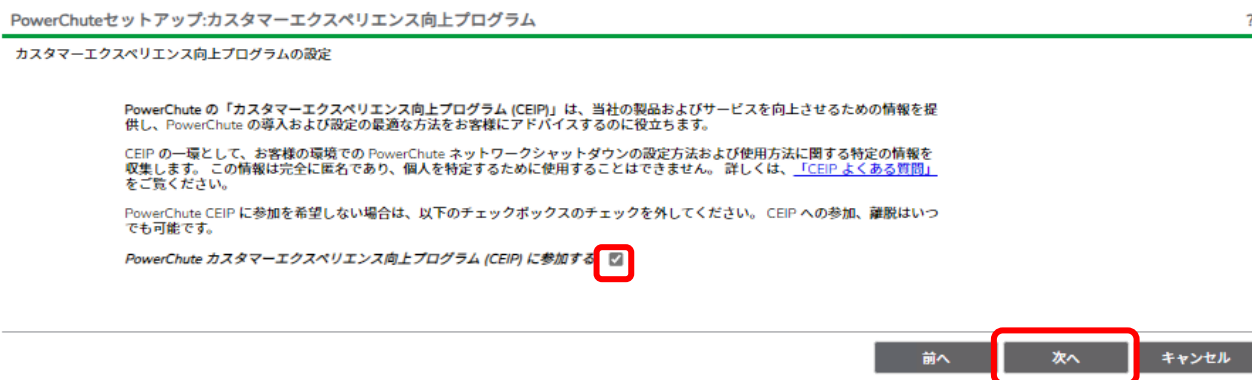 PowerChuteセットアップ:カスタマーエクスペリエンス向上プログラム
?
カスタマーエクスペリエンス向上プログラムの設定
PowerChute の「カスタマーエクスペリエンス向上プログラム (CEIP)」は、当社の製品およびサービスを向上させるための情報を提
供し、PowerChute の導入および設定の最適な方法をお客様にアドバイスするのに役立ちます。
CEIP の一環として、お客様の環境での PowerChute ネットワークシャットダウンの設定方法および使用方法に関する特定の情報を
収集します。 この情報は完全に匿名であり、個人を特定するために使用することはできません。 詳しくは、「CEIP よくある質問」
をご覧ください。
PowerChute CEIP に参加を希望しない場合は、以下のチェックボックスのチェックを外してください。 CEIP への参加、離脱はいつ
でも可能です。
PowerChute カスタマーエクスペリエンス向上プログラム (CEIP) に参加する
前へ
次へ
キャンセル